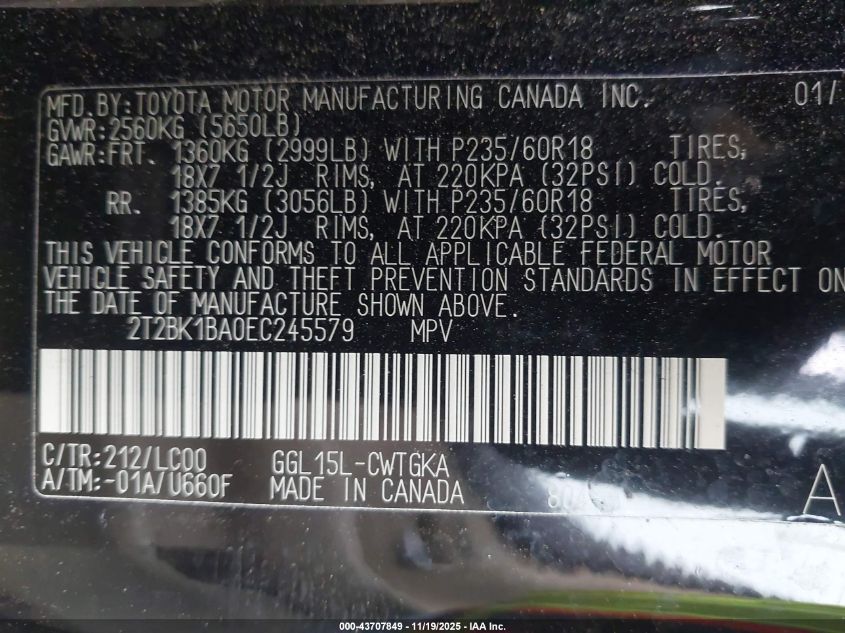 MFD. BY: TOYOTA MOTOR MANUFACTURING CANADA INC. 01/
GVWR: 2560KG (5650LB)
GAWR: FRT. 1360KG (2999LB) WITH P235/60R18 TIRES,
18X7 1/2J RIMS, AT 220KPA (32PSI) COLD.
RR. 1385KG (3056LB) WITH P235/60R18 TIRES,
18X7 1/2J RIMS, AT 220KPA (32PSI) COLD.
THIS VEHICLE CONFORMS TO ALL APPLICABLE FEDERAL MOTOR
VEHICLE SAFETY AND THEFT PREVENTION STANDARDS IN EFFECT ON
THE DATE OF MANUFACTURE SHOWN ABOVE.
2T2BK1BA0EC245579 MPV
C/TR: 212/LC00 GGL15L-CWTGKA
A/TM: -01A/U660F MADE IN CANADA A
000-43707849 - 11/19/2025 - IAA Inc.